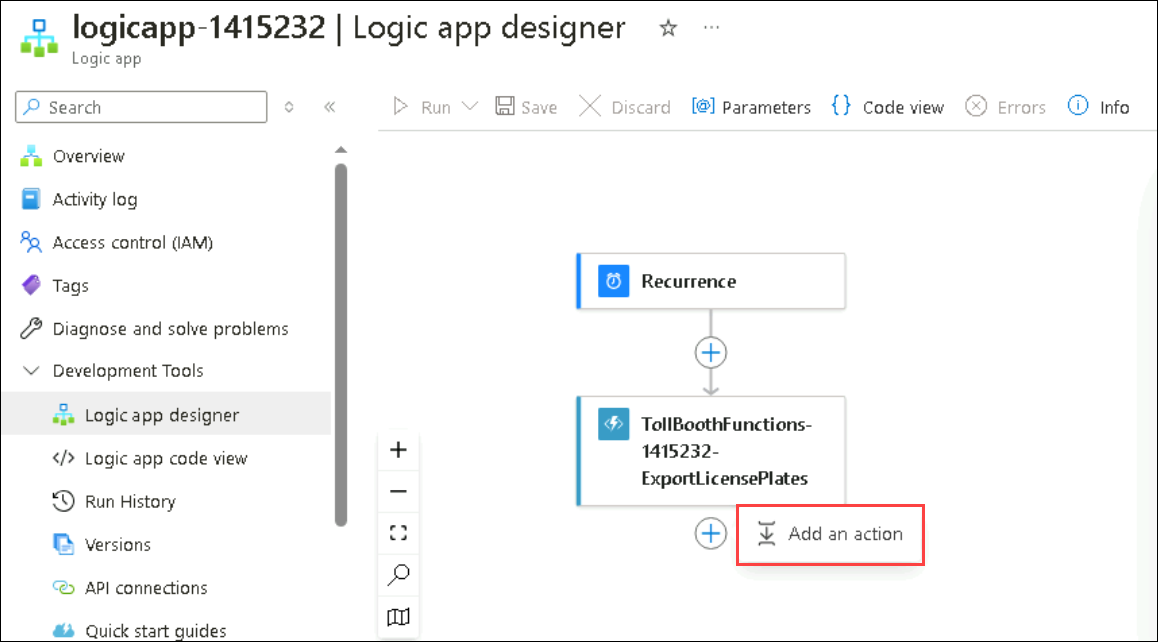 logicapp-1415232 | Logic app designer
Logic app
Search
Run
Save
Discard
Parameters
Code view
Errors
Info
Overview
Activity log
Access control (IAM)
Tags
Diagnose and solve problems
Development Tools
Logic app designer
Logic app code view
Run History
Versions
API connections
Quick start guides
Recurrence
TollBoothFunctions-
1415232-
ExportLicensePlates
Add an action